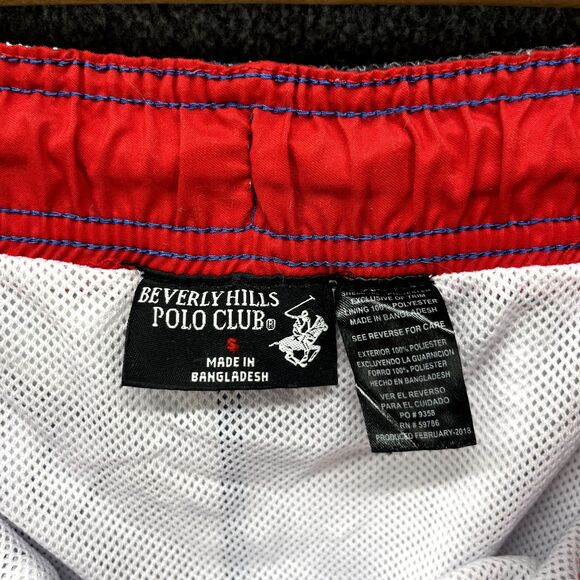 BEVERLY HILLS
POLO CLUB®
S
MADE IN
BANGLADESH
EXCLUSIVE OF TRIM
LINING 100% POLYESTER
MADE IN BANGLADESH
SEE REVERSE FOR CARE
EXTERIOR 100% POLIESTER
EXCLUYENDO LA GUARNICION
FORRO 100% POLIESTER
HECHO EN BANGLADESH
VER EL REVERSO
PARA EL CUIDADO
PO # 9358
RN # 59786
PRODUCED FEBRUARY-2018